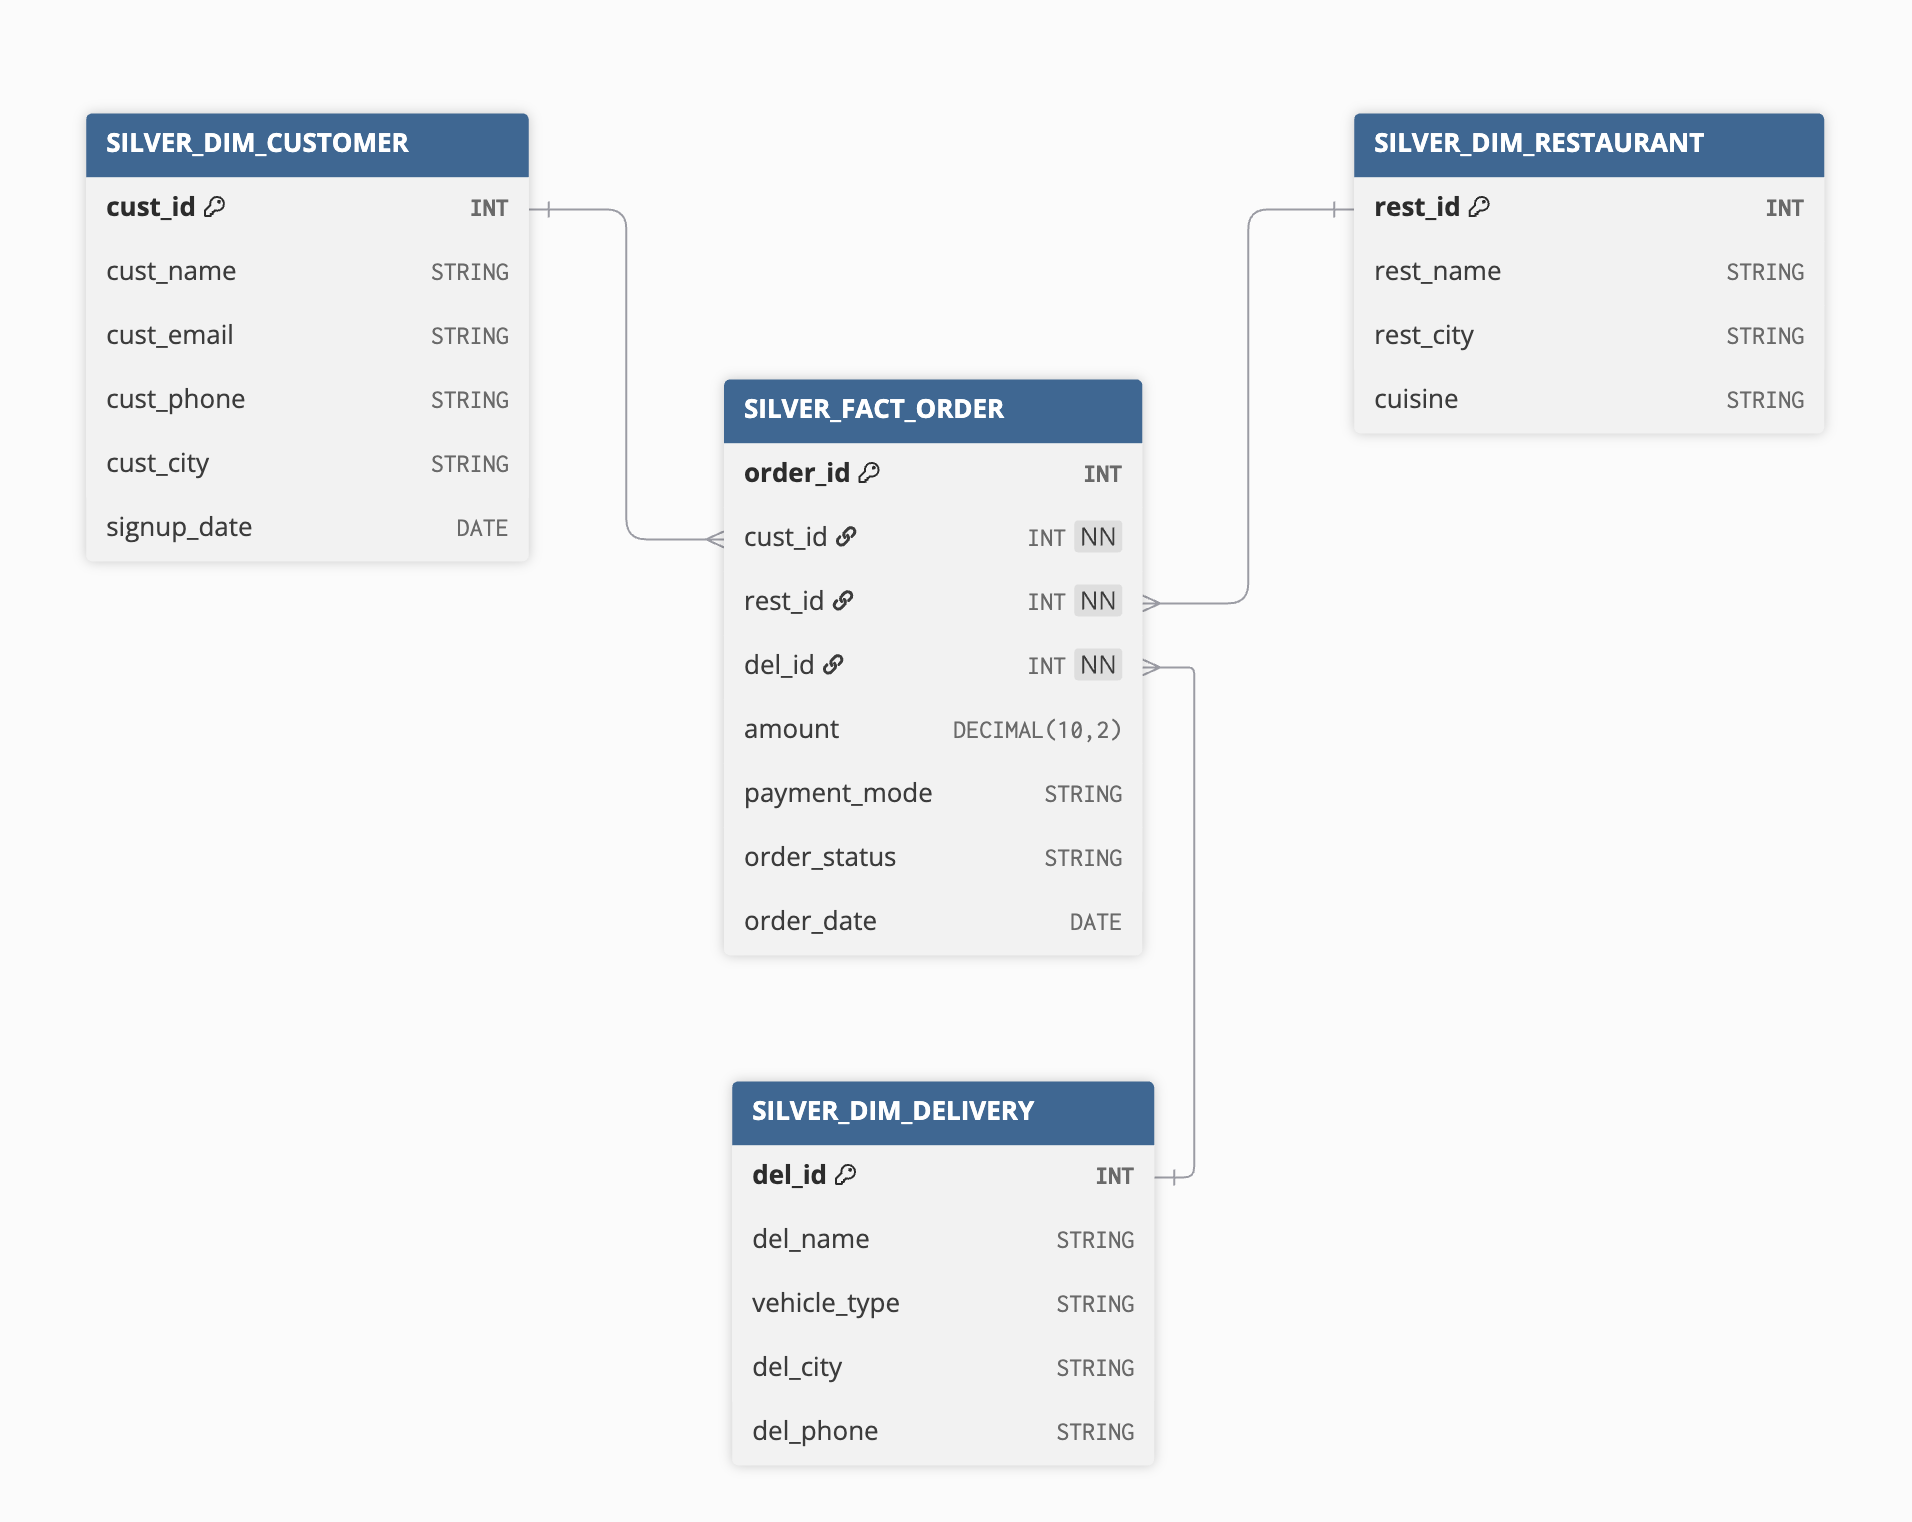 SILVER_DIM_CUSTOMER
cust_id INT
cust_name STRING
cust_email STRING
cust_phone STRING
cust_city STRING
signup_date DATE
SILVER_DIM_RESTAURANT
rest_id INT
rest_name STRING
rest_city STRING
cuisine STRING
SILVER_FACT_ORDER
order_id INT
cust_id INT NN
rest_id INT NN
del_id INT NN
amount DECIMAL(10,2)
payment_mode STRING
order_status STRING
order_date DATE
SILVER_DIM_DELIVERY
del_id INT
del_name STRING
vehicle_type STRING
del_city STRING
del_phone STRING